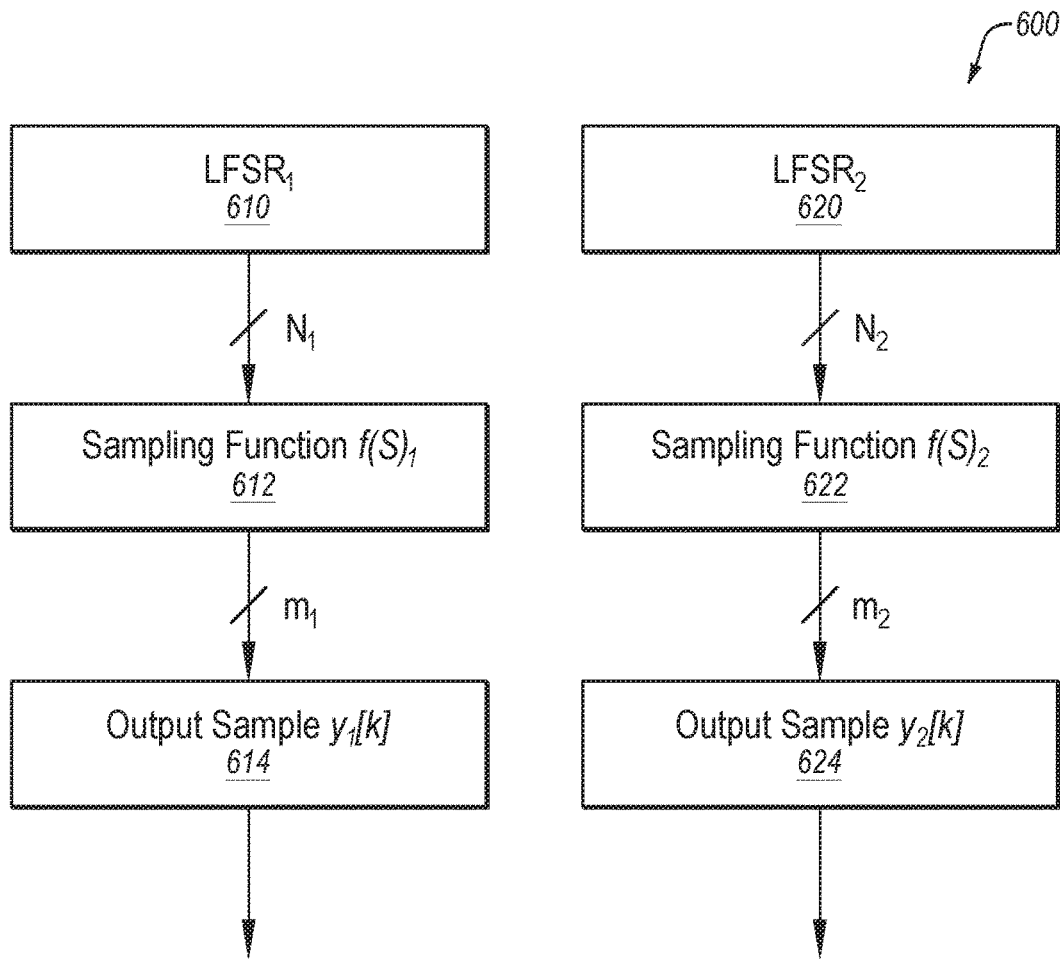 600
LFSR₁
610
LFSR₂
620
N₁
N₂
Sampling Function f(S)₁
612
Sampling Function f(S)₂
622
m₁
m₂
Output Sample y₁[k]
614
Output Sample y₂[k]
624